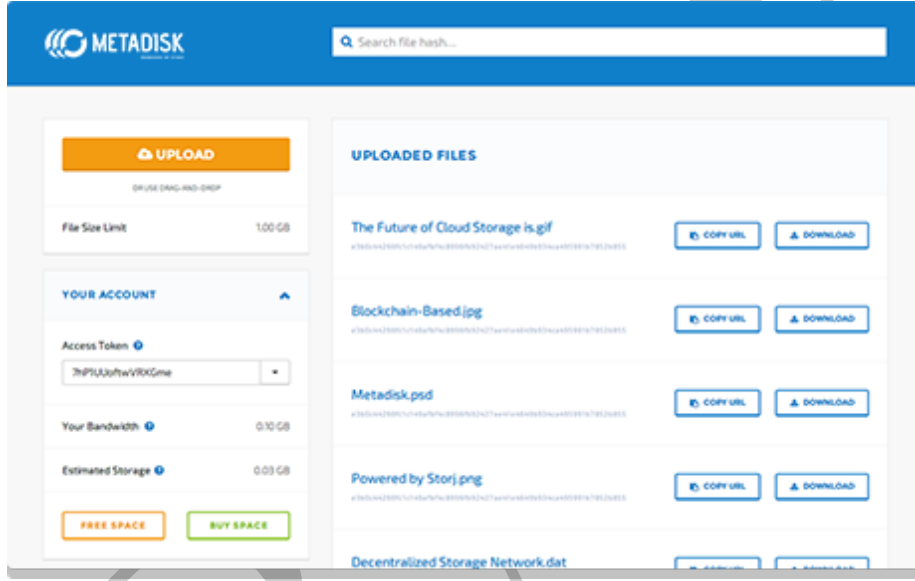 METADISK
Search file hash...
UPLOAD
OR USE DRAG-AND-DROP
File Size Limit 1.00 GB
YOUR ACCOUNT
Access Token
Your Bandwidth 0.10 GB
Estimated Storage 0.03 GB
FREE SPACE BUY SPACE
UPLOADED FILES
The Future of Cloud Storage is.gif
COPY URL DOWNLOAD
Blockchain-Based.jpg
COPY URL DOWNLOAD
Metadisk.psd
COPY URL DOWNLOAD
Powered by Storj.png
COPY URL DOWNLOAD
Decentralized Storage Network.dat